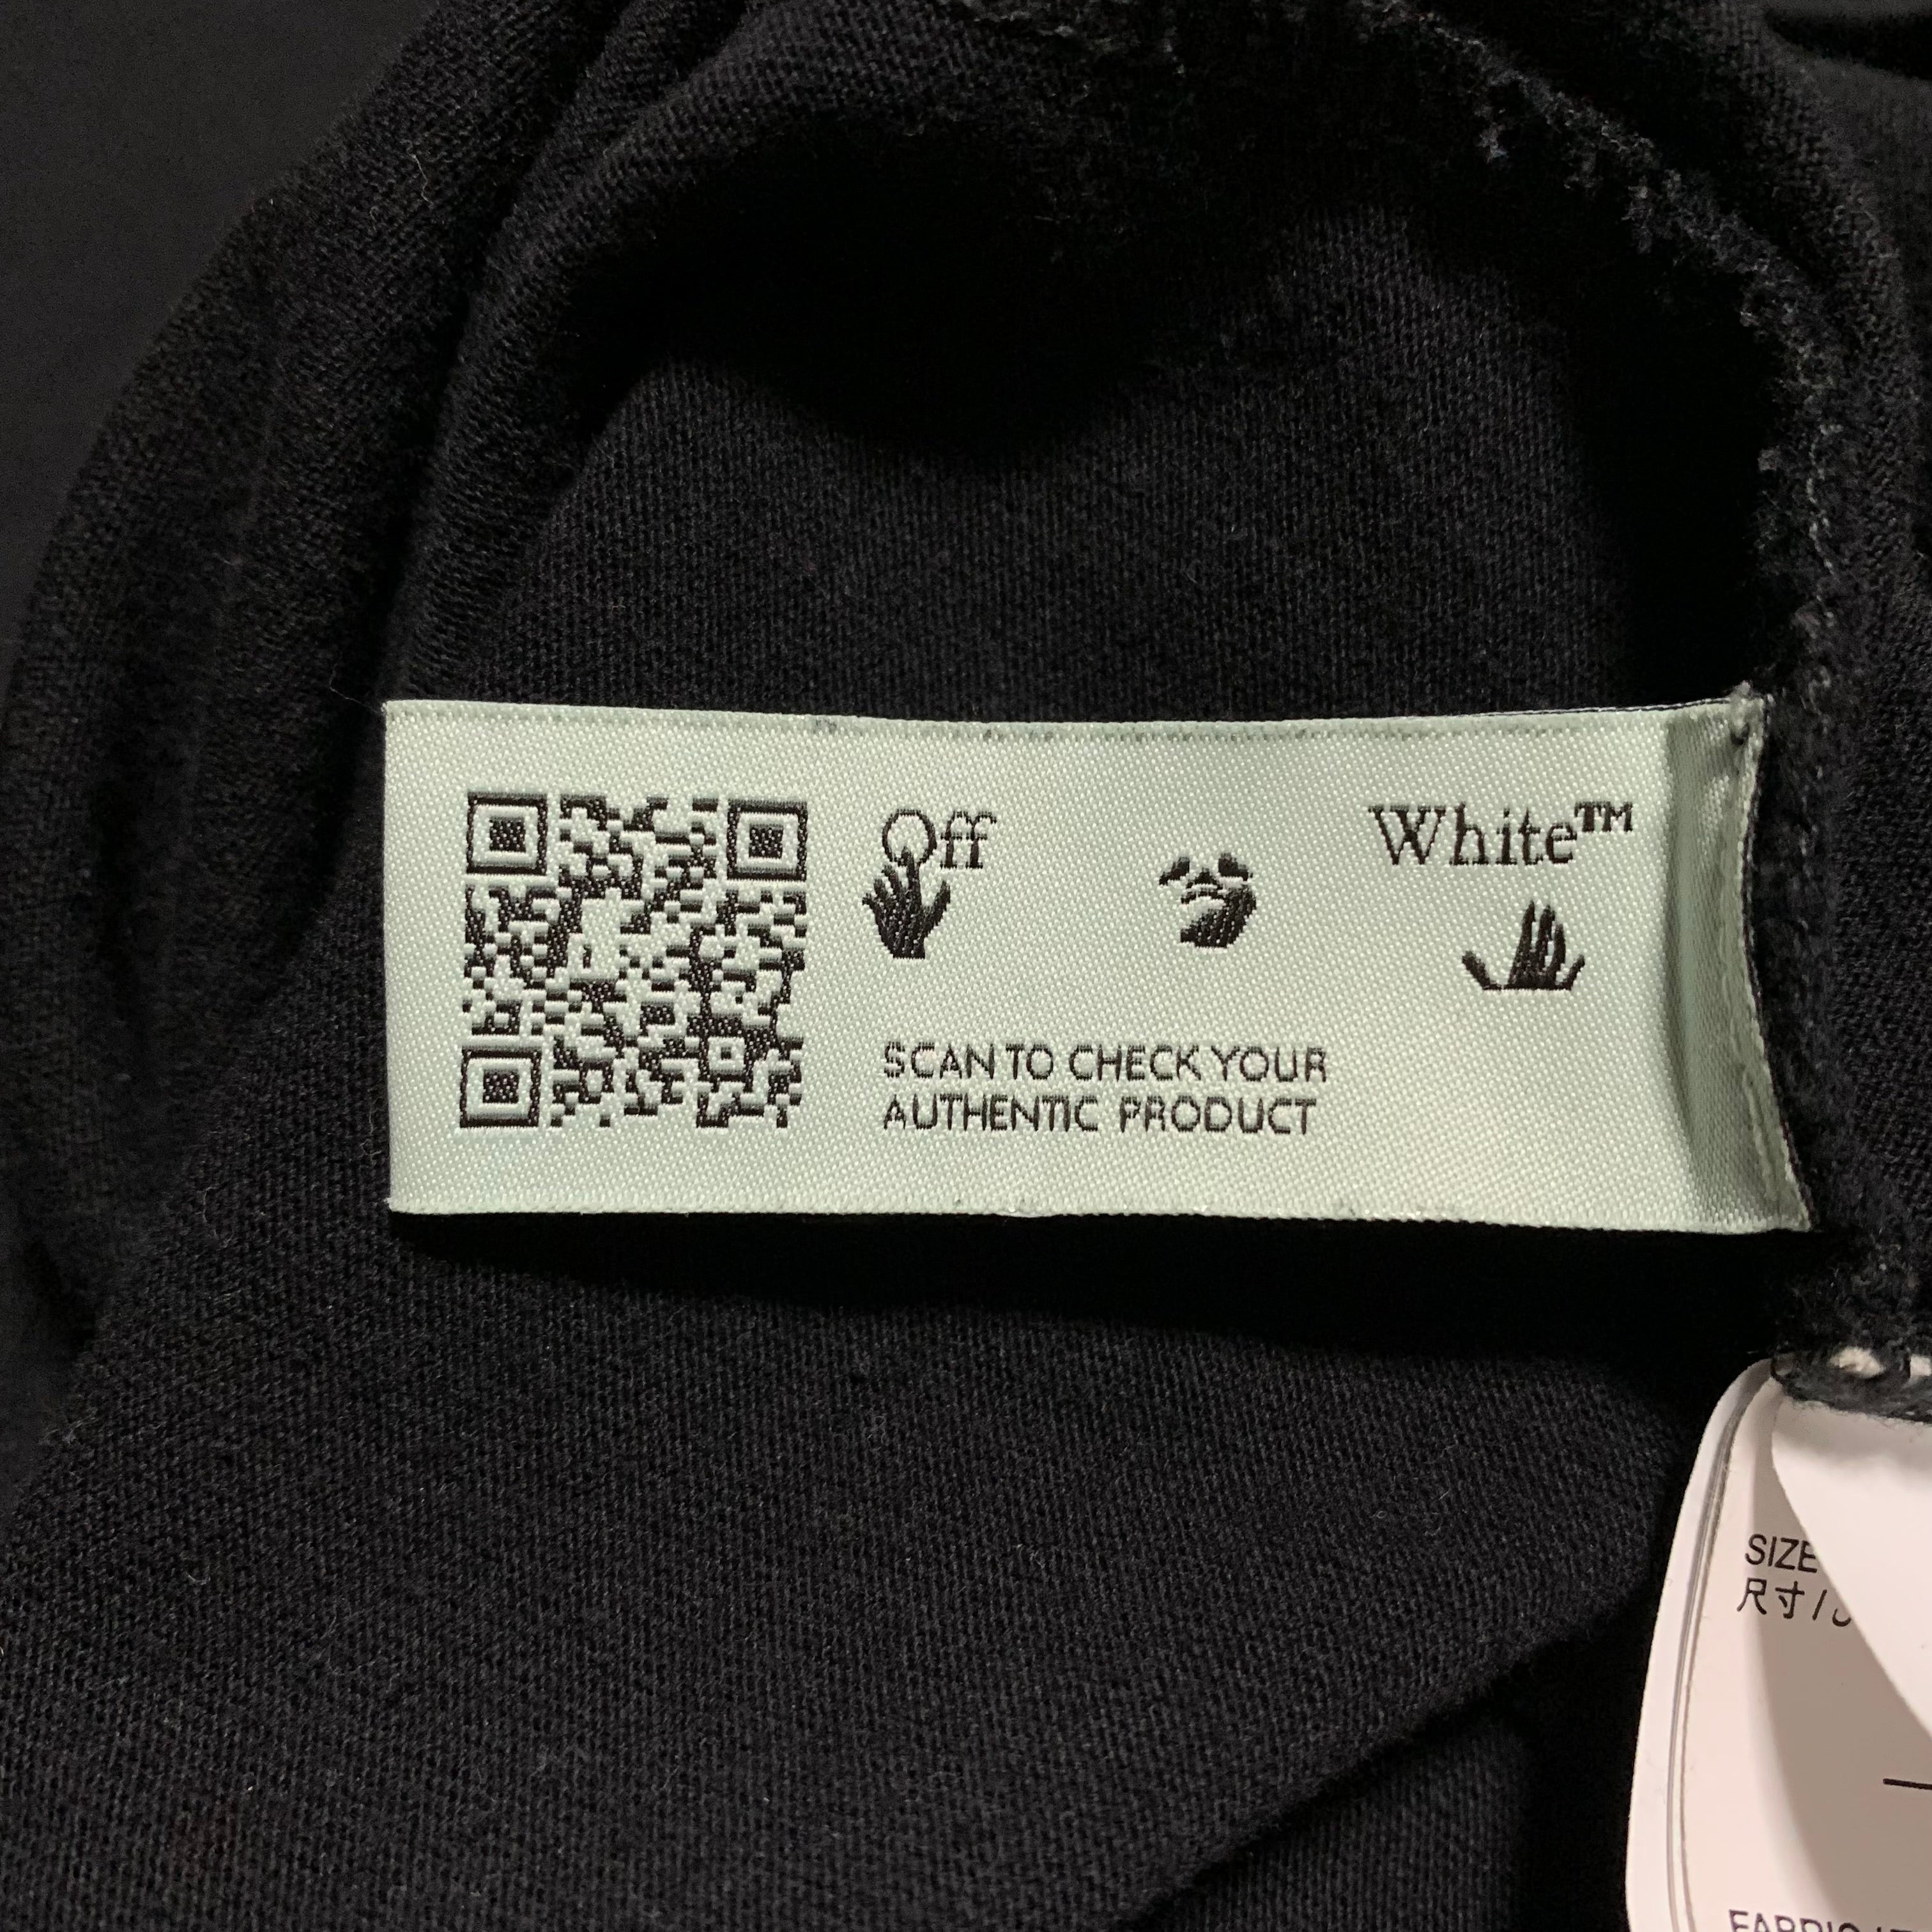 Off White™
SCAN TO CHECK YOUR
AUTHENTIC PRODUCT
SIZE
尺寸/